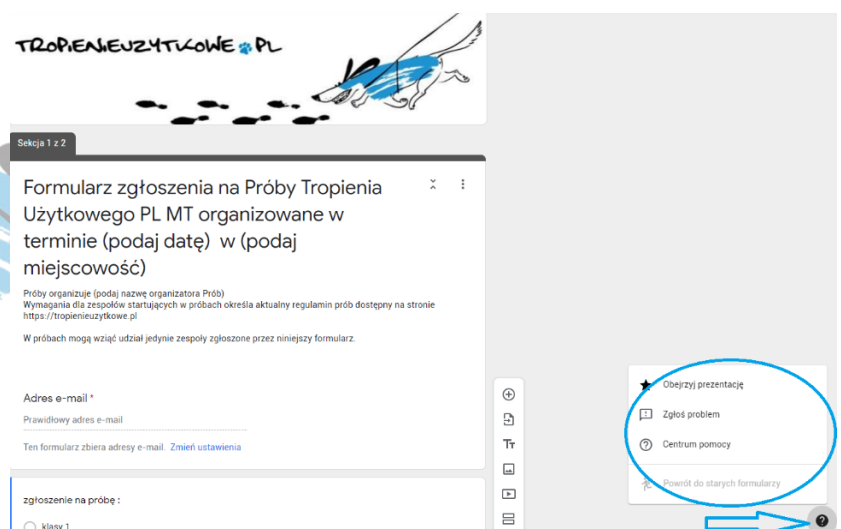 TROPIENIEUZYTKOWE PL
Sekcja 1 z 2
Formularz zgłoszenia na Próby Tropienia
Użytkowego PL MT organizowane w
terminie (podaj datę) w (podaj
miejscowość)
Próby organizuje (podaj nazwę organizatora Prób)
Wymagania dla zespołów startujących w próbach określa aktualny regulamin prób dostępny na stronie
https://tropienieuzytkowe.pl
W próbach mogą wziąć udział jedynie zespoły zgłoszone przez niniejszy formularz.
Adres e-mail *
Prawidłowy adres e-mail
Ten formularz zbiera adresy e-mail. Zmień ustawienia
zgłoszenie na próbę :
klasy 1
Tт
Obejrzyj prezentację
Zgłoś problem
Centrum pomocy
Powrót do starych formularzy